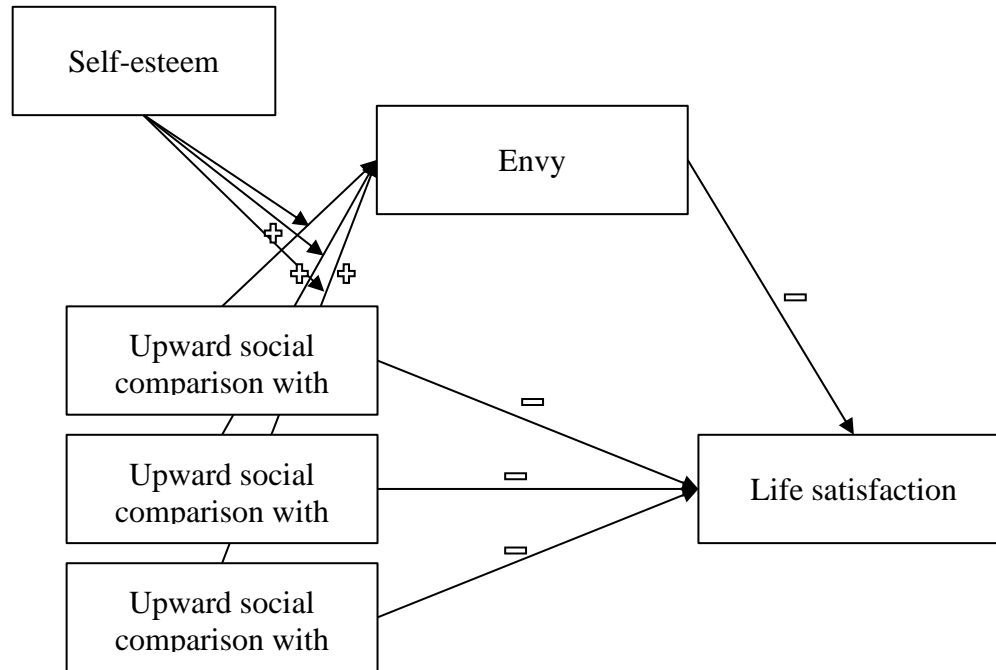 Self-esteem
Envy
Upward social
comparison with
Upward social
comparison with
Life satisfaction
Upward social
comparison with